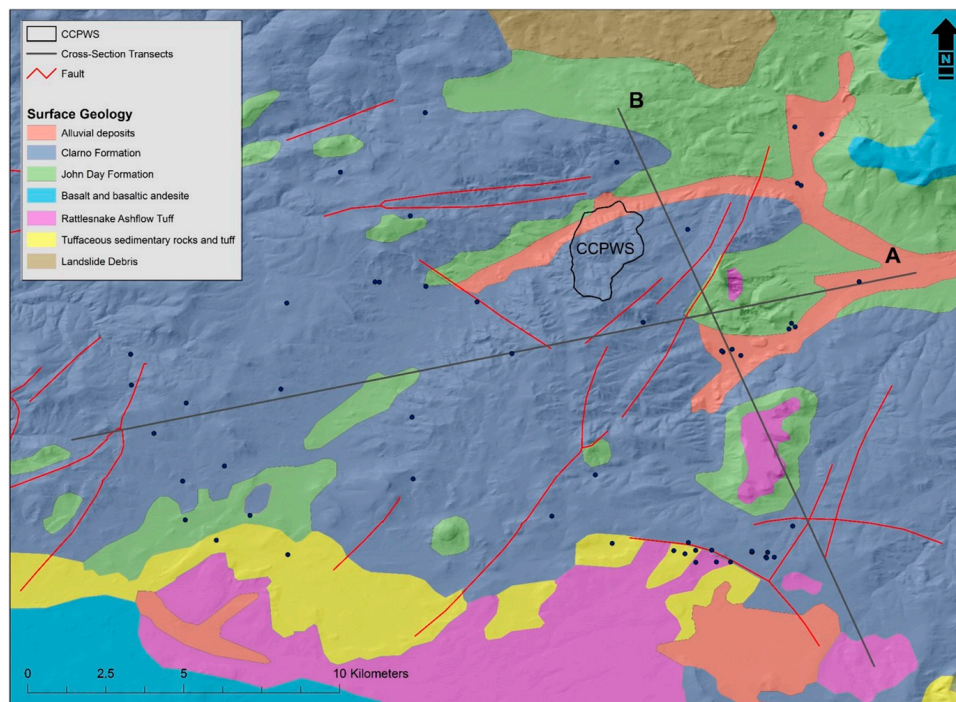 CCPWS
Cross-Section Transects
Fault
Surface Geology
Alluvial deposits
Clarno Formation
John Day Formation
Basalt and basaltic andesite
Rattlesnake Ashflow Tuff
Tuffaceous sedimentary rocks and tuff
Landslide Debris
N
B
CCPWS
A
0 2.5 5 10 Kilometers